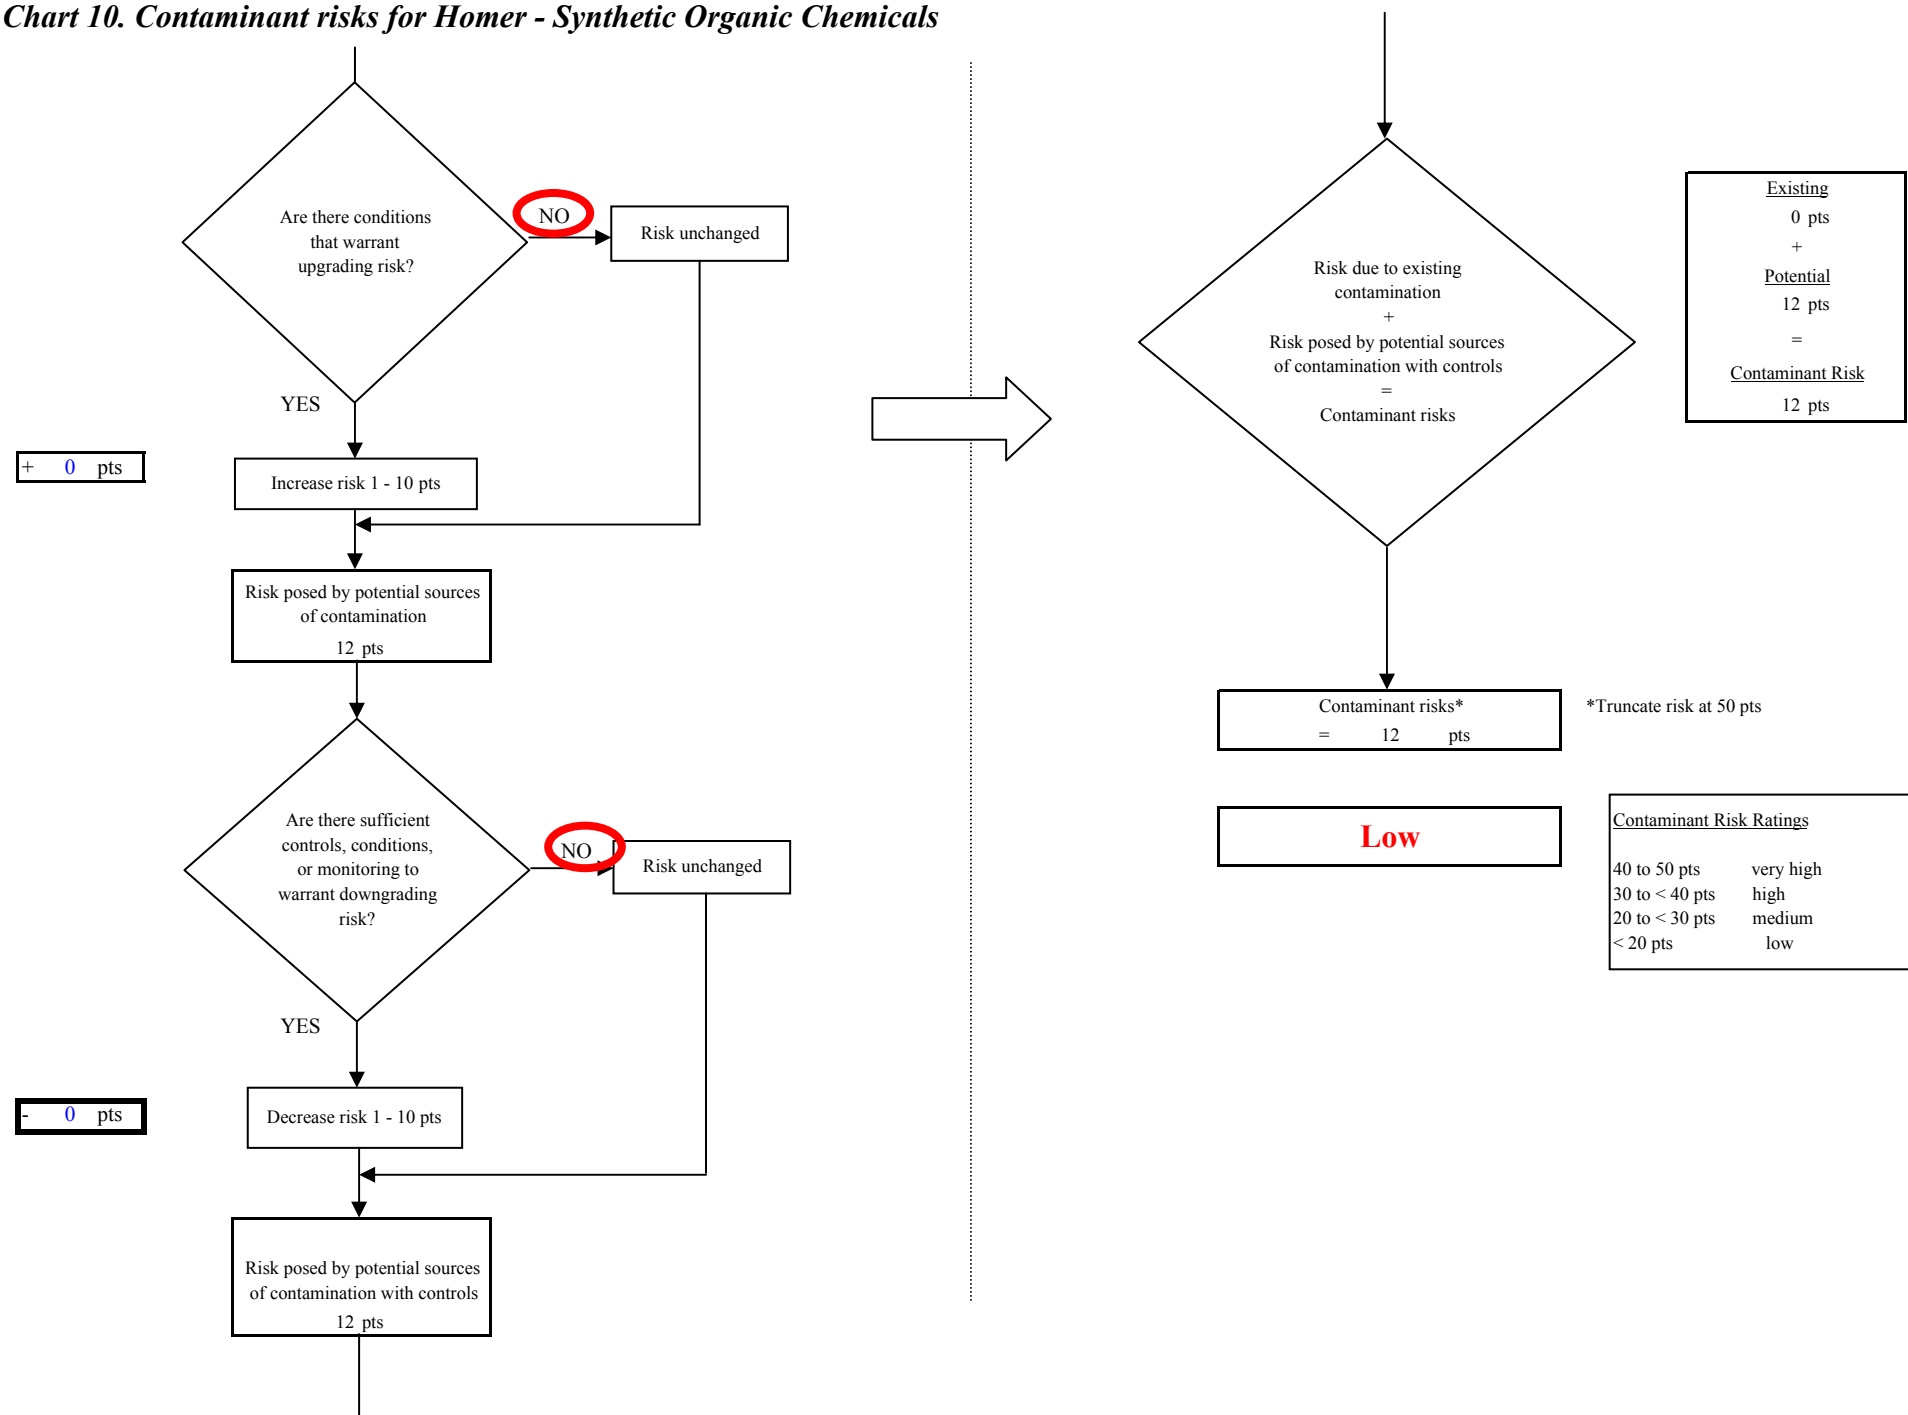 Chart 10. Contaminant risks for Homer - Synthetic Organic Chemicals
Are there conditions
that warrant
upgrading risk?
NO
Risk unchanged
YES
+ 0 pts
Increase risk 1 - 10 pts
Risk posed by potential sources
of contamination
12 pts
Are there sufficient
controls, conditions,
or monitoring to
warrant downgrading
risk?
NO
Risk unchanged
YES
- 0 pts
Decrease risk 1 - 10 pts
Risk posed by potential sources
of contamination with controls
12 pts
Risk due to existing
contamination
+
Risk posed by potential sources
of contamination with controls
=
Contaminant risks
Existing
0 pts
+
Potential
12 pts
=
Contaminant Risk
12 pts
Contaminant risks*
= 12 pts
*Truncate risk at 50 pts
Low
Contaminant Risk Ratings
40 to 50 pts very high
30 to < 40 pts high
20 to < 30 pts medium
< 20 pts low